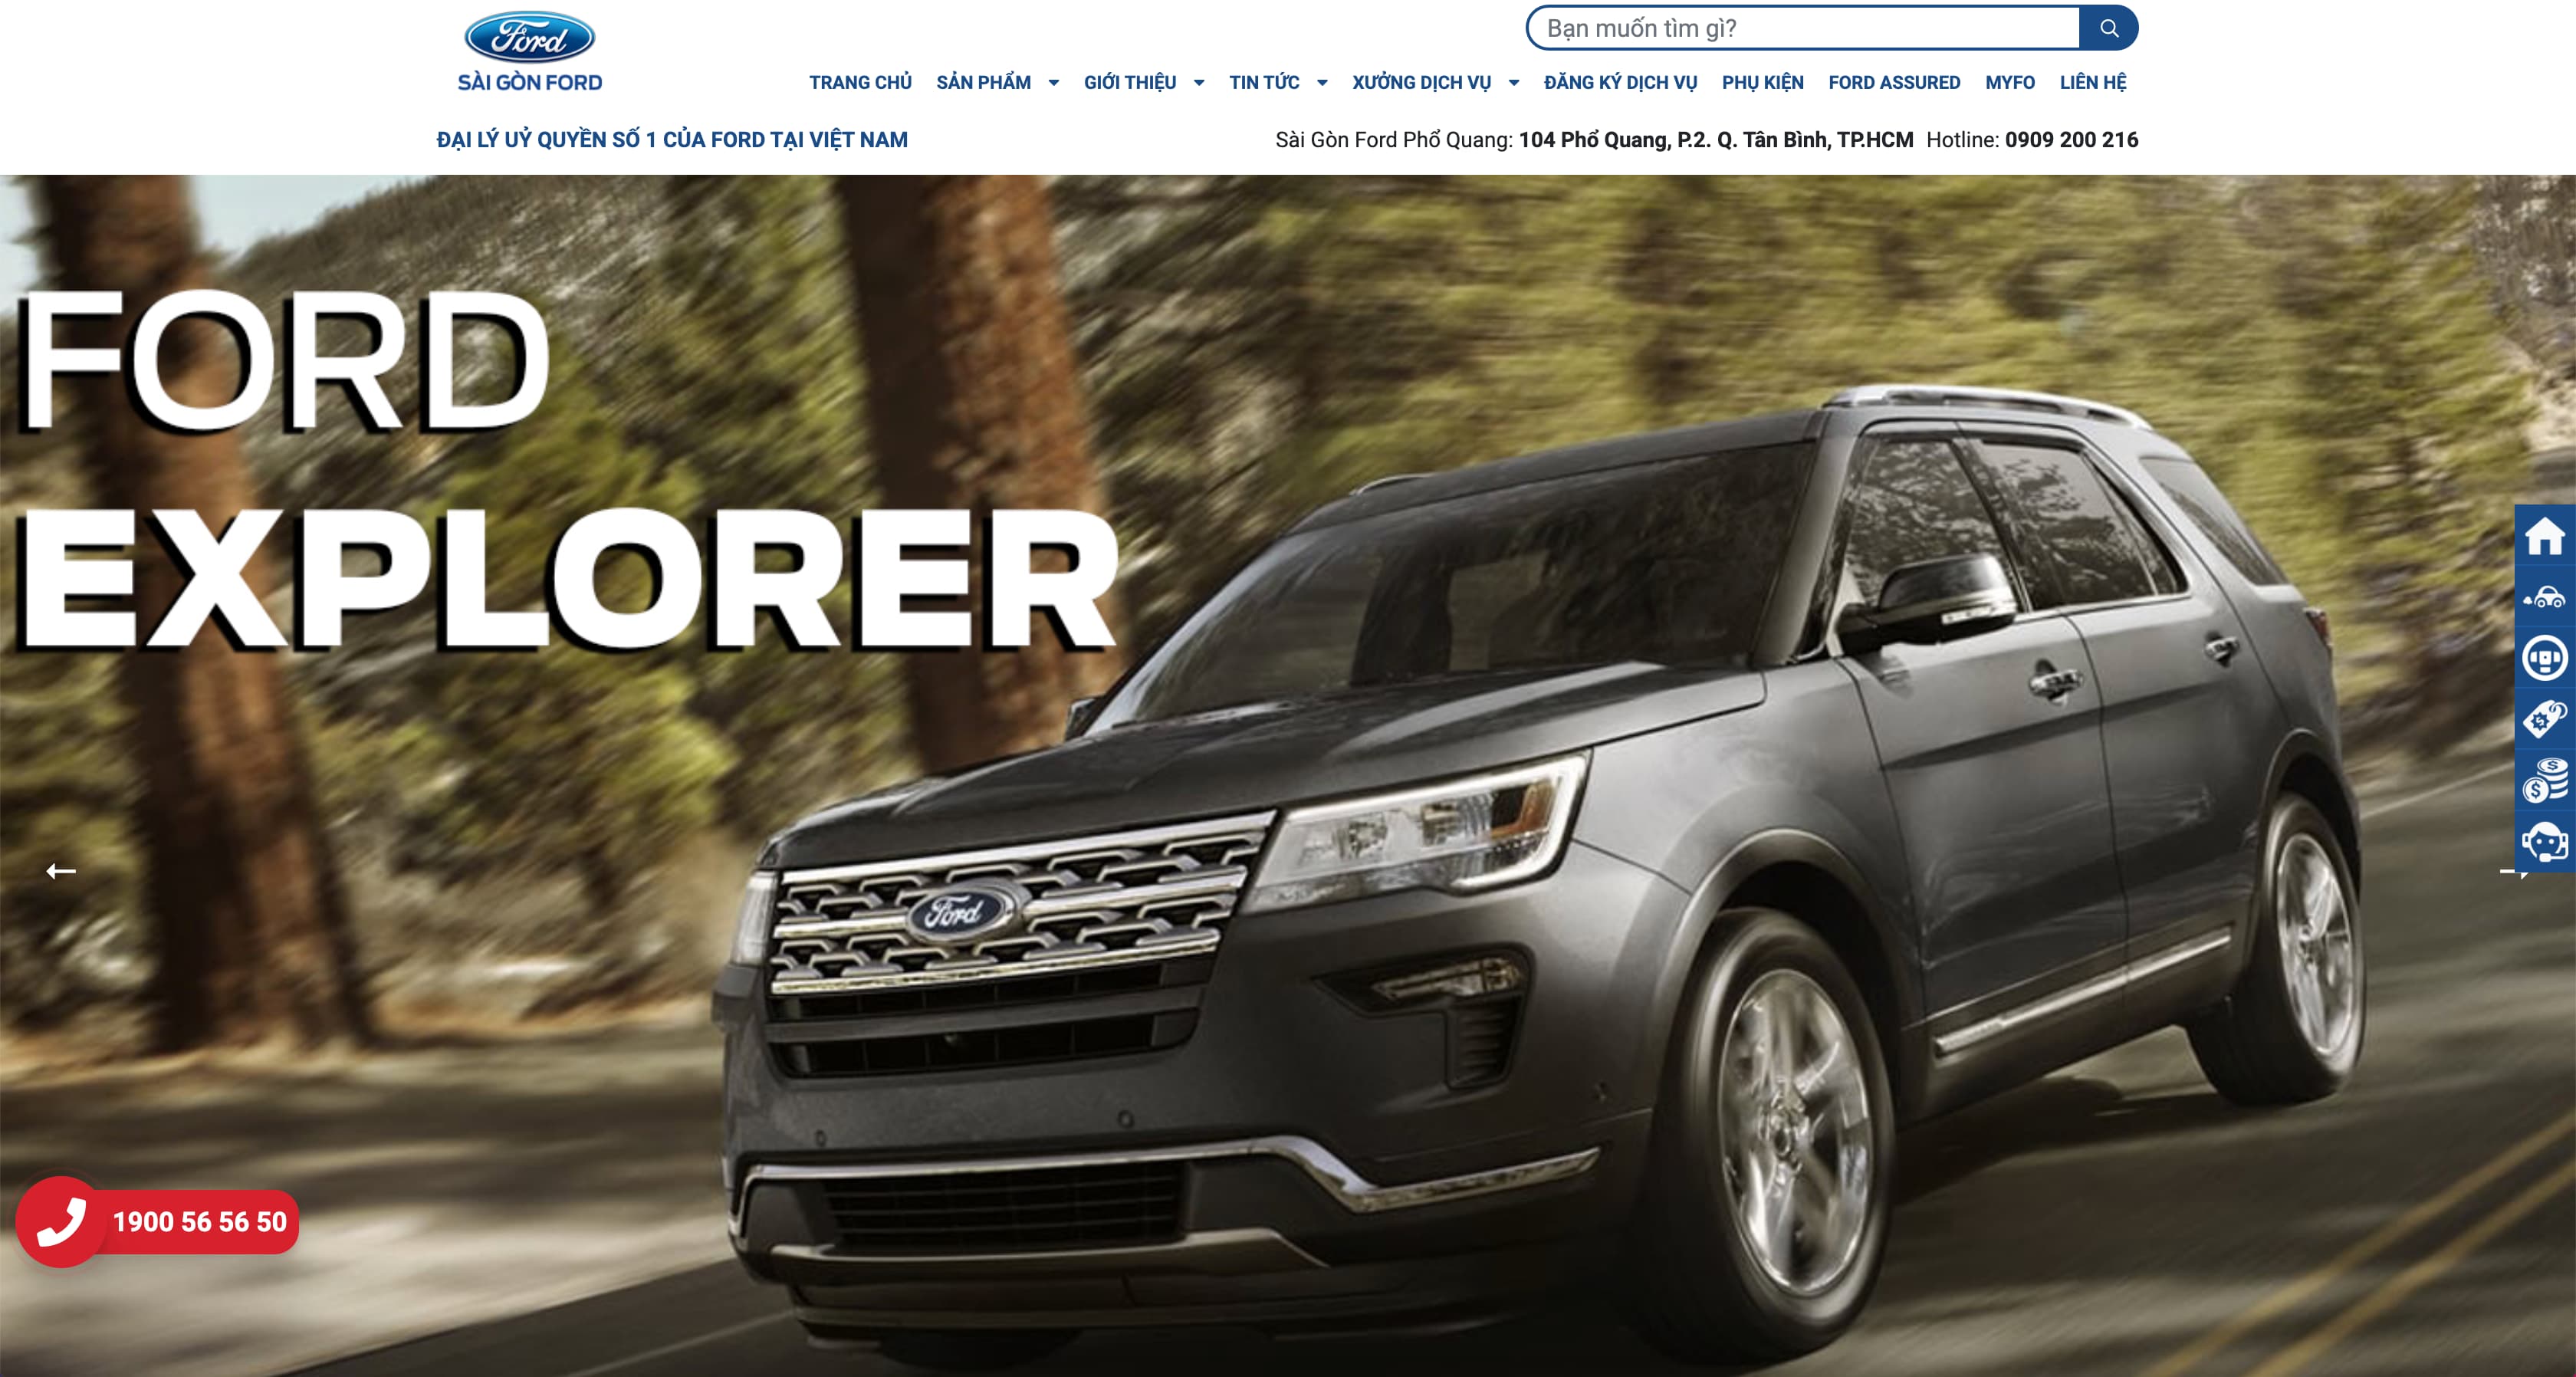 Ford
SÀI GÒN FORD
Bạn muốn tìm gì?
TRANG CHỦ SẢN PHẨM GIỚI THIỆU TIN TỨC XƯỞNG DỊCH VỤ ĐĂNG KÝ DỊCH VỤ PHỤ KIỆN FORD ASSURED MYFO LIÊN HỆ
ĐẠI LÝ UỶ QUYỀN SỐ 1 CỦA FORD TẠI VIỆT NAM
Sài Gòn Ford Phổ Quang: 104 Phổ Quang, P.2. Q. Tân Bình, TP.HCM Hotline: 0909 200 216
FORD
EXPLORER
Ford
1900 56 56 50